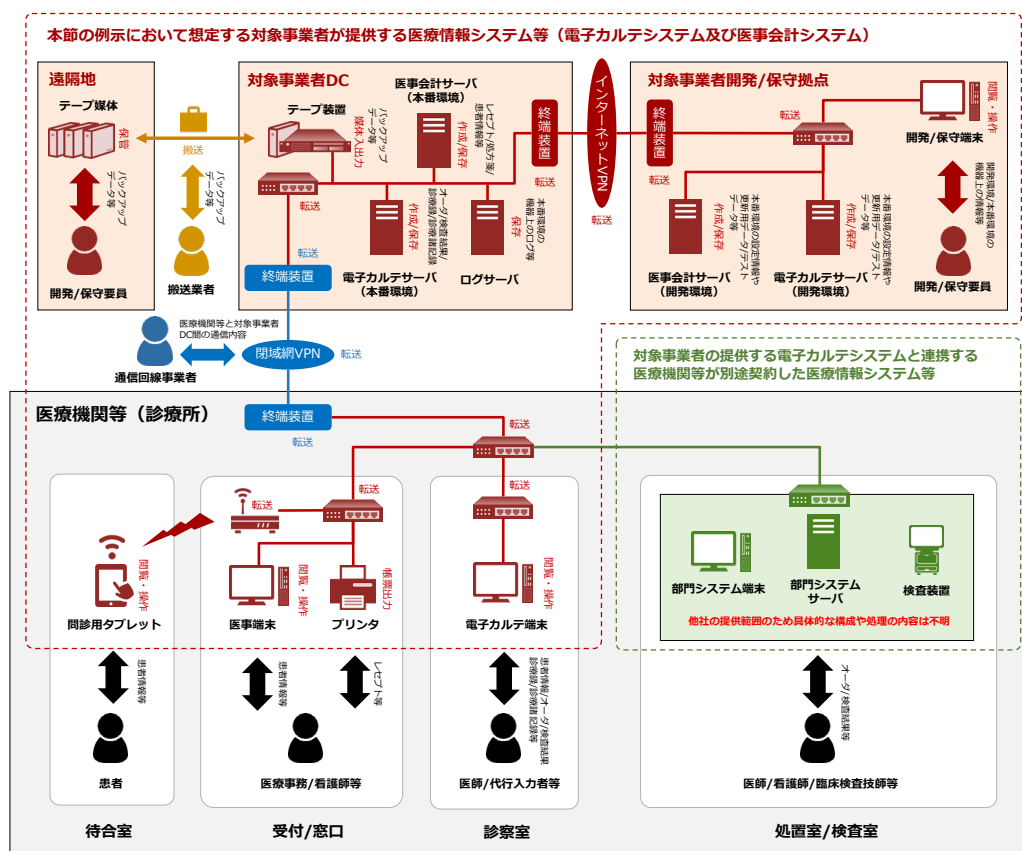 本節の例示において想定する対象事業者が提供する医療情報システム等（電子カルテシステム及び医事会計システム）
遠隔地
テープ媒体
保管
バックアップ
データ等
開発/保守要員
搬送
バックアップ
データ等
搬送業者
対象事業者DC
テープ装置
媒体入出力
バックアップ
データ等
医事会計サーバ
（本番環境）
作成/保存
レセプト/処方箋/
患者情報等
終端装置
転送
転送
作成/保存
オーダ/検査結果/
診療録/診療諸記録
電子カルテサーバ
（本番環境）
保存
本番環境の
機器上のログ等
ログサーバ
転送
終端装置
インターネットVPN
転送
対象事業者開発/保守拠点
終端装置
転送
転送
閲覧・操作
開発/保守端末
作成/保存
本番環境の設定情報や
更新用データ/テスト
データ等
医事会計サーバ
（開発環境）
作成/保存
本番環境の設定情報や
更新用データ/テスト
データ等
電子カルテサーバ
（開発環境）
開発環境/本番環境の
機器上の情報等
開発/保守要員
医療機関等と対象事業者
DC間の通信内容
通信回線事業者
閉域網VPN
転送
対象事業者の提供する電子カルテシステムと連携する
医療機関等が別途契約した医療情報システム等
医療機関等（診療所）
終端装置
転送
転送
転送
転送
転送
閲覧・操作
問診用タブレット
閲覧・操作
医事端末
帳票出力
プリンタ
閲覧・操作
電子カルテ端末
部門システム端末
部門システム
サーバ
検査装置
他社の提供範囲のため具体的な構成や処理の内容は不明
患者情報等
患者
患者情報等
レセプト等
医療事務/看護師等
患者情報/オーダ/検査結果
診療録/診療諸記録等
医師/代行入力者等
オーダ/検査結果等
医師/看護師/臨床検査技師等
待合室
受付/窓口
診察室
処置室/検査室